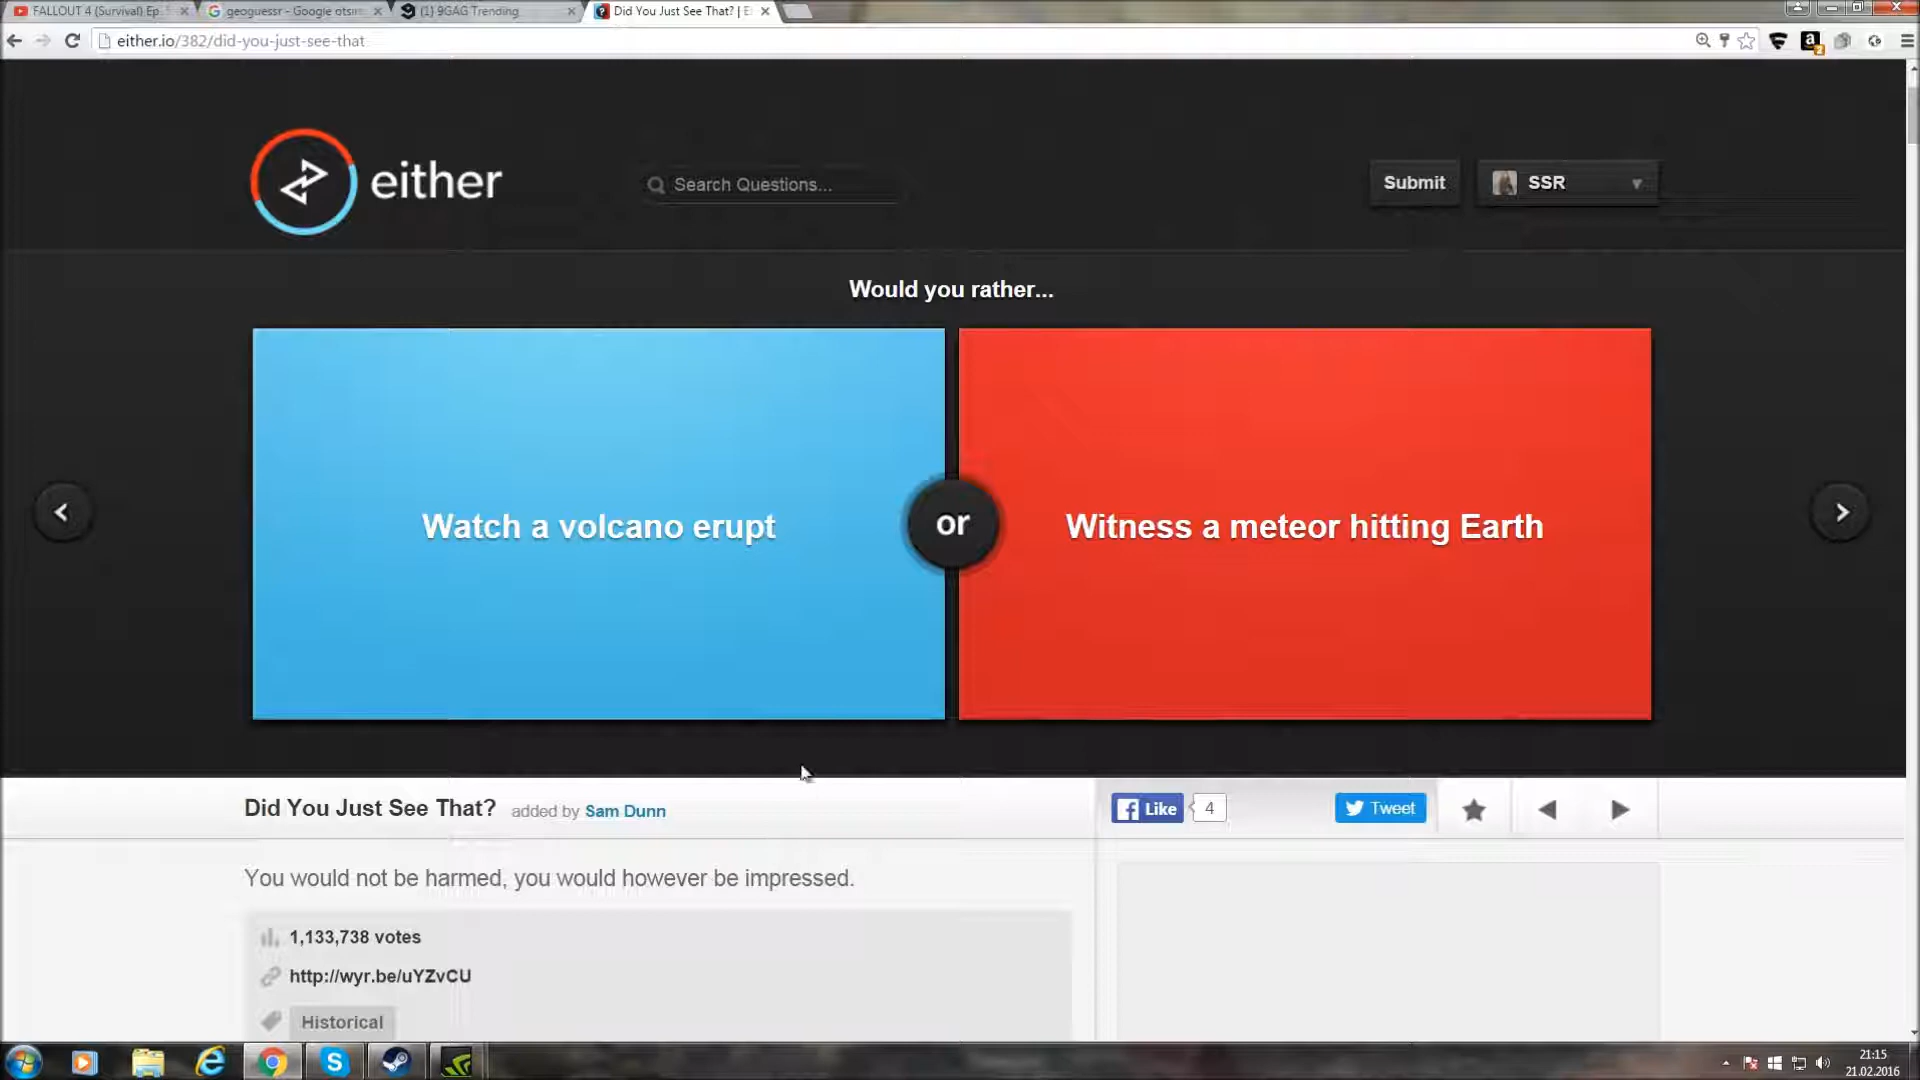 FALLOUT 4 (Survival) Ep.
geoguessr - Google otsin
(1) 9GAG Trending
Did You Just See That? | E
either.io/382/did-you-just-see-that
either
Search Questions...
Submit
SSR
Would you rather...
Watch a volcano erupt
or
Witness a meteor hitting Earth
Did You Just See That? added by Sam Dunn
Like 4
Tweet
You would not be harmed, you would however be impressed.
1,133,738 votes
http://wyr.be/uYZvCU
Historical
21:15
21.02.2016